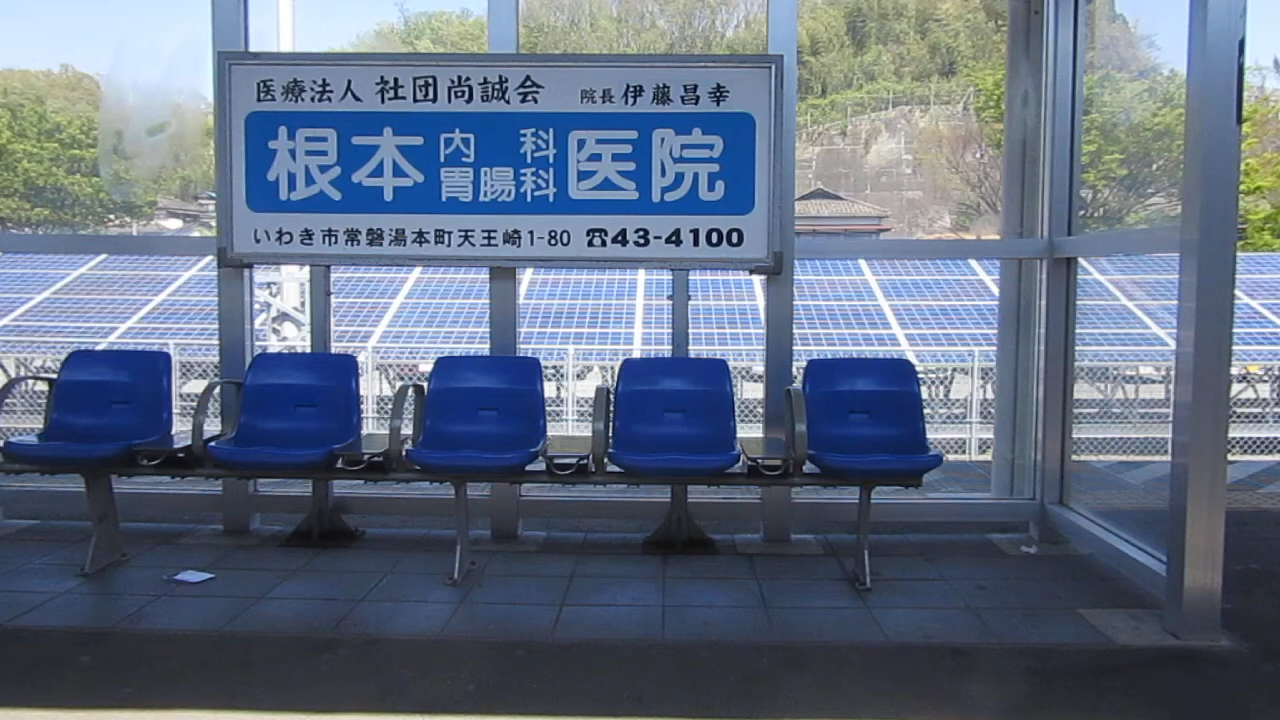 医療法人 社団尚誠会 院長 伊藤昌幸
根本 内科 胃腸科 医院
いわき市常磐湯本町天王崎1-80 ☎43-4100